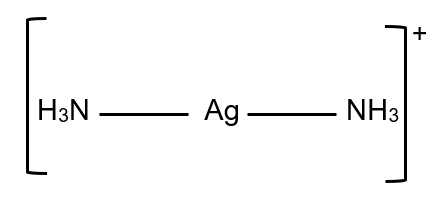 [H₃N — Ag — NH₃]⁺